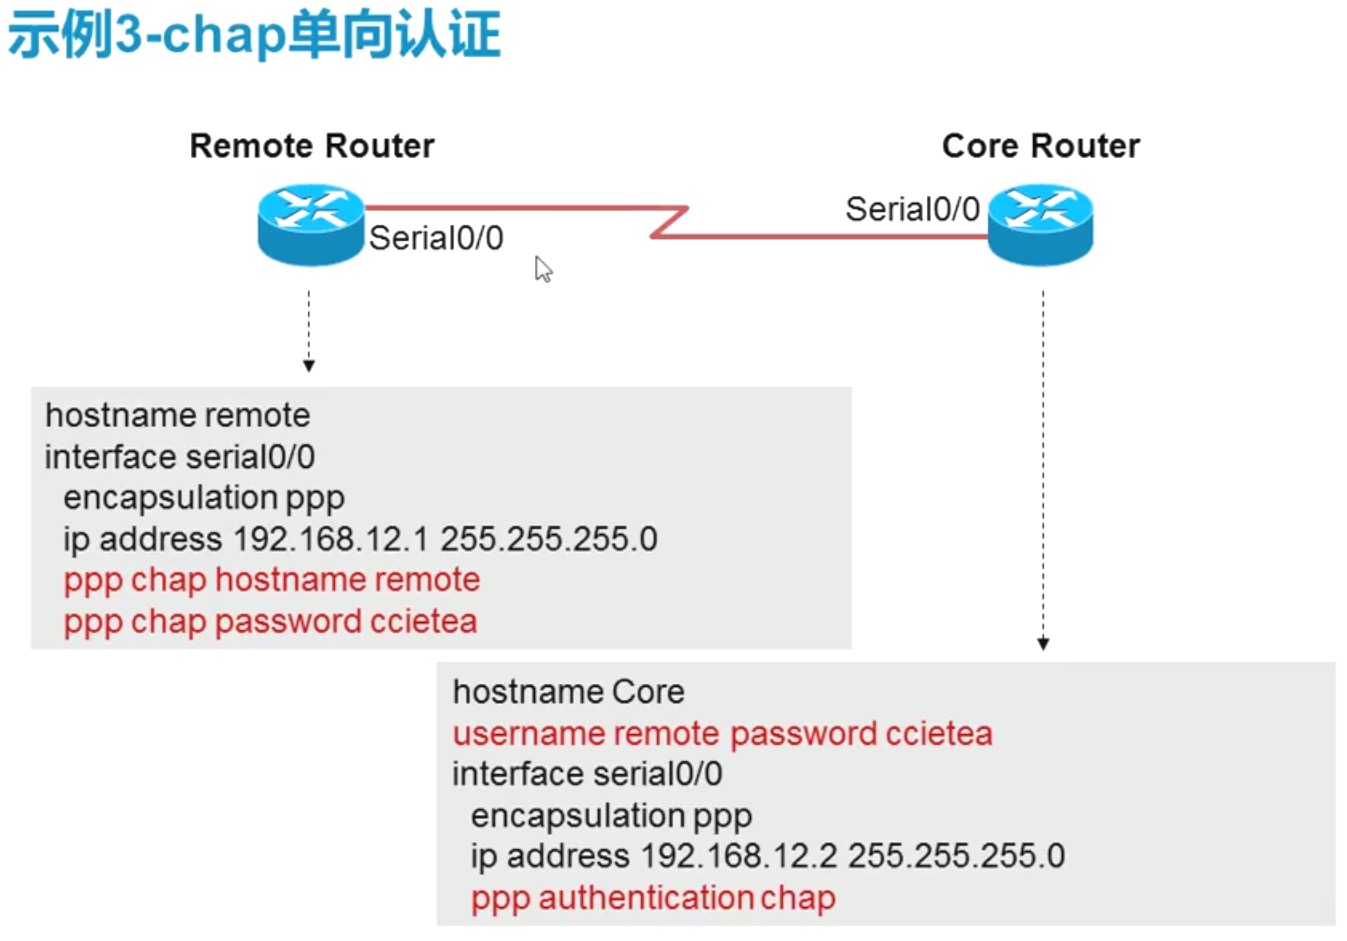 示例3-chap单向认证
Remote Router
Core Router
Serial0/0
Serial0/0
hostname remote
interface serial0/0
encapsulation ppp
ip address 192.168.12.1 255.255.255.0
ppp chap hostname remote
ppp chap password ccietea
hostname Core
username remote password ccietea
interface serial0/0
encapsulation ppp
ip address 192.168.12.2 255.255.255.0
ppp authentication chap